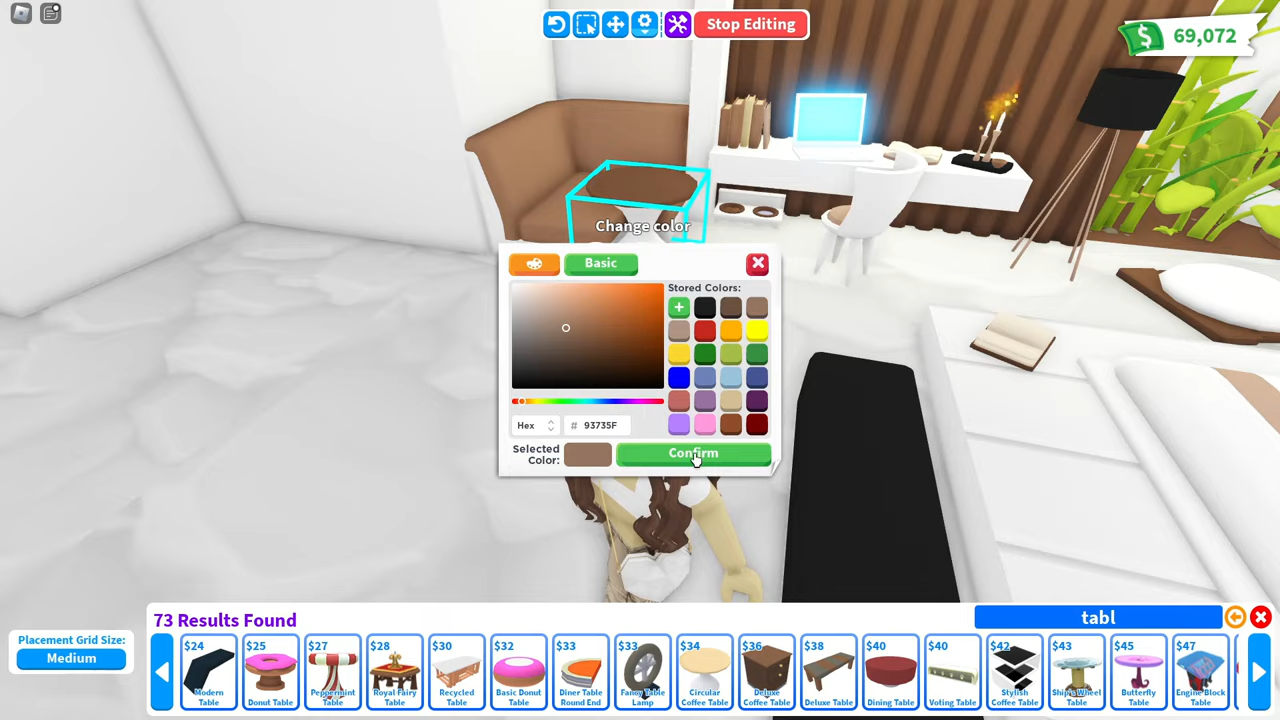 Stop Editing
69,072
Change color
Basic
Stored Colors:
Hex
# 93735F
Selected
Color:
Confirm
73 Results Found
tabl
Placement Grid Size:
Medium
$24
Modern
Table
$25
Donut Table
$27
Peppermint
Table
$28
Royal Fairy
Table
$30
Recycled
Table
$32
Basic Donut
Table
$33
Diner Table
Round End
$33
Fancy Table
Lamp
$34
Circular
Coffee Table
$36
Deluxe
Coffee Table
$38
Deluxe Table
$40
Dining Table
$40
Voting Table
$42
Stylish
Coffee Table
$43
Ship's Wheel
Table
$45
Butterfly
Table
$47
Engine Block
Table